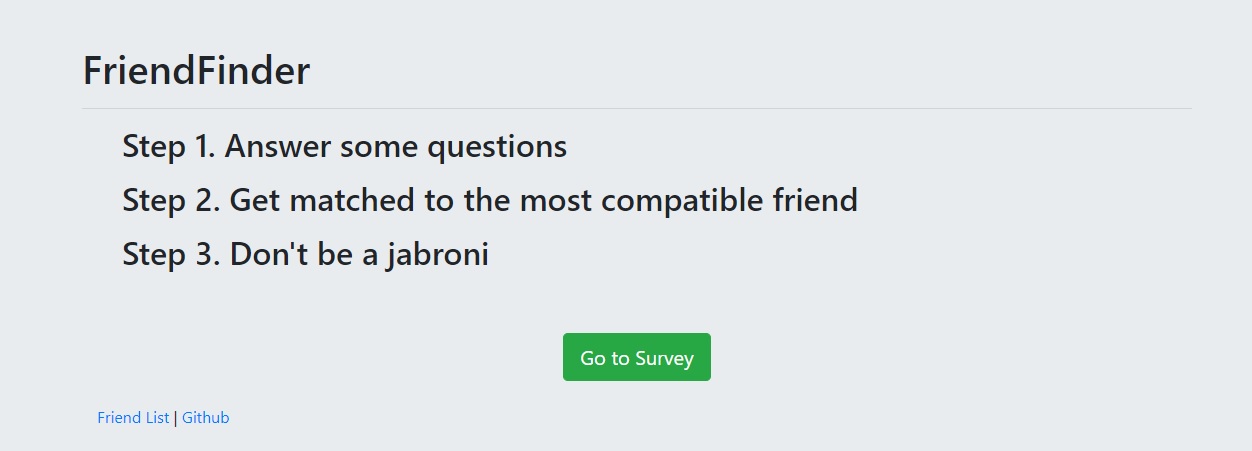 FriendFinder
Step 1. Answer some questions
Step 2. Get matched to the most compatible friend
Step 3. Don't be a jabroni
Go to Survey
Friend List | Github